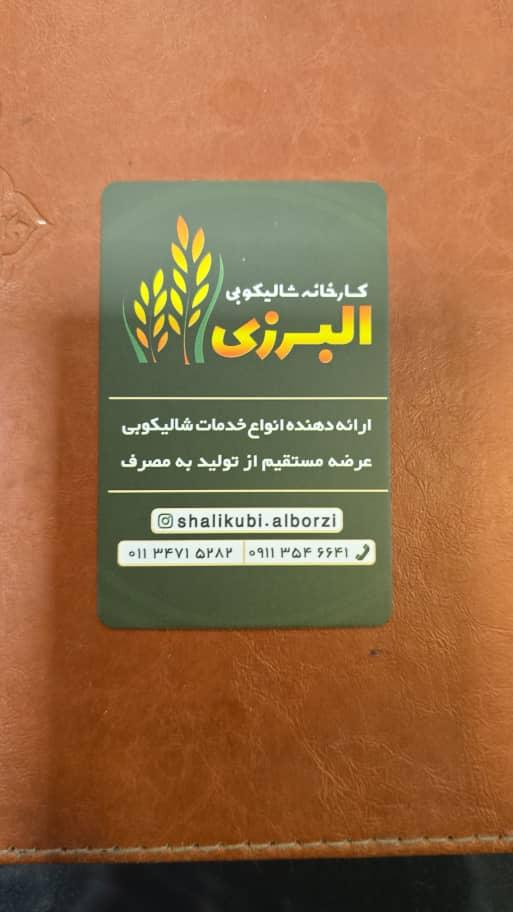 کارخانه شالیکوبی
البرزی
ارائه دهنده انواع خدمات شالیکوبی
عرضه مستقیم از تولید به مصرف
shalikubi.alborzi
۰۱۱ ۳۴۷۱ ۵۲۸۲ | ۰۹۱۱ ۳۵۴ ۶۶۴۱